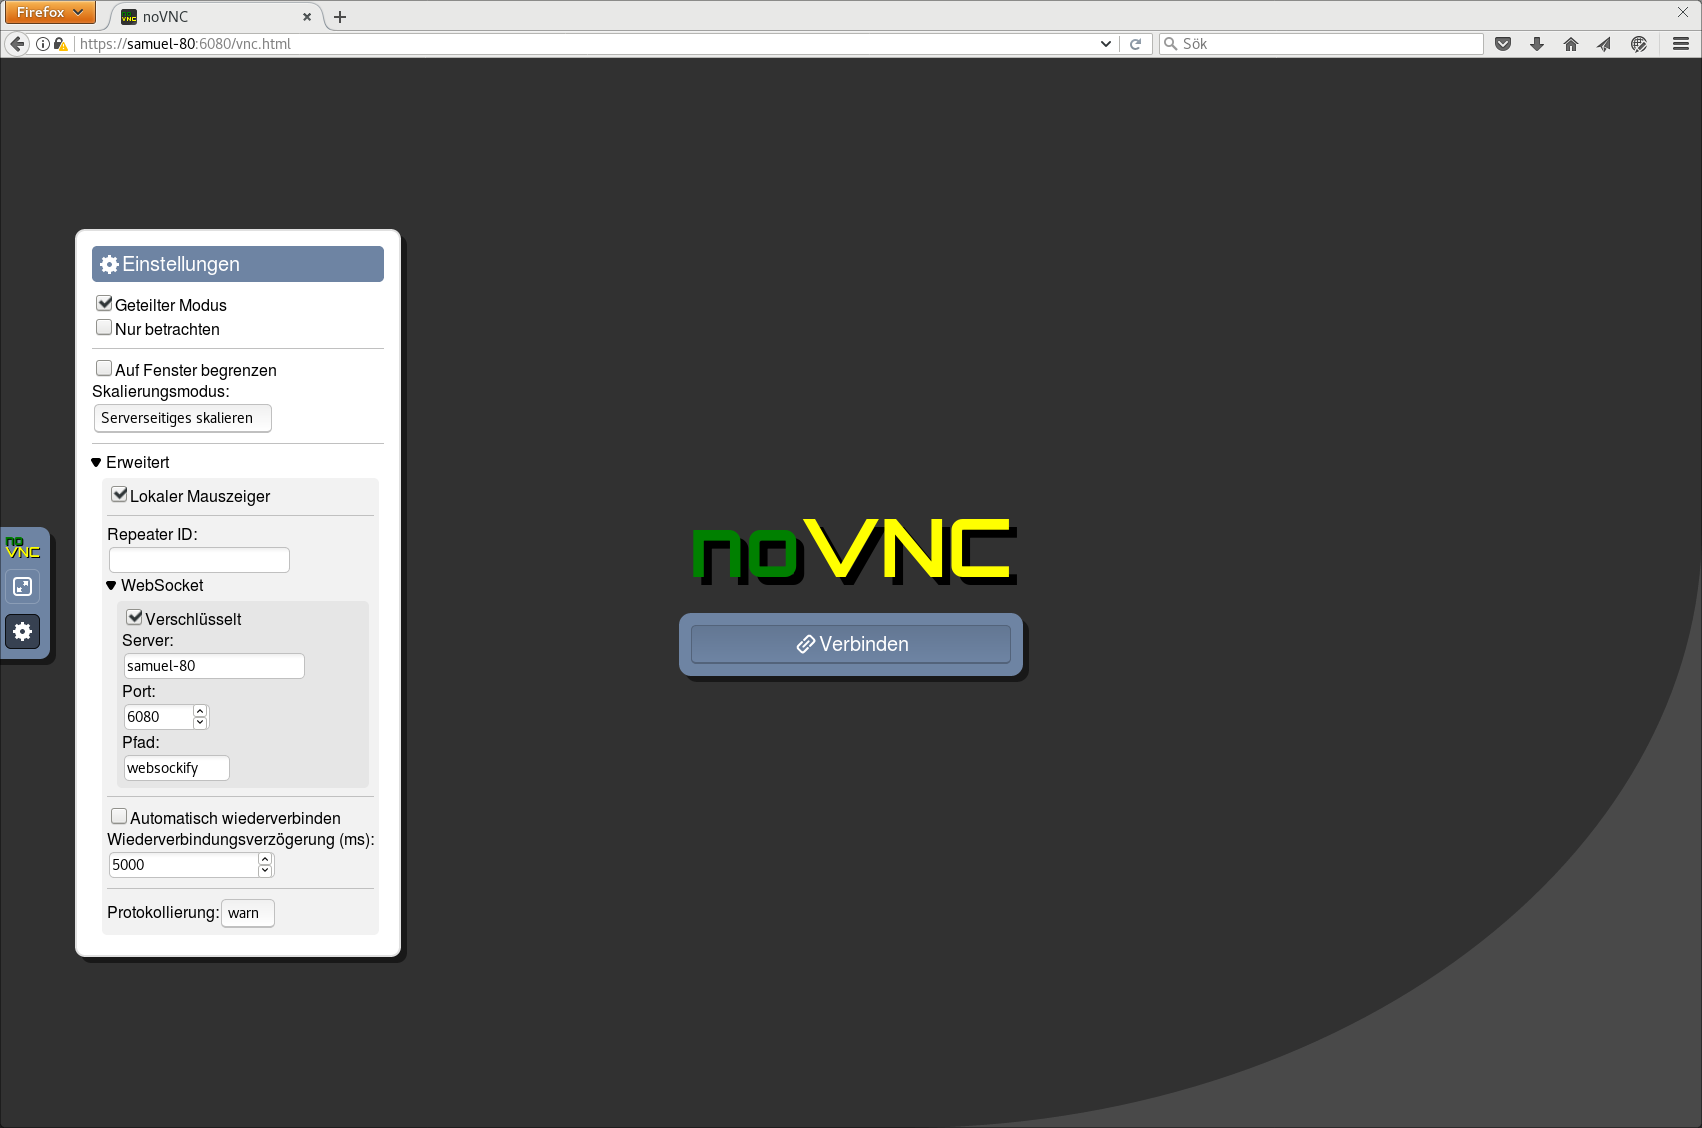 Firefox
noVNC
https://samuel-80:6080/vnc.html
Sök
Einstellungen
Geteilter Modus
Nur betrachten
Auf Fenster begrenzen
Skalierungsmodus:
Serverseitiges skalieren
Erweitert
Lokaler Mauszeiger
Repeater ID:
WebSocket
Verschlüsselt
Server:
samuel-80
Port:
6080
Pfad:
websockify
Automatisch wiederverbinden
Wiederverbindungsverzögerung (ms):
5000
Protokollierung: warn
no
VNC
noVNC
Verbinden